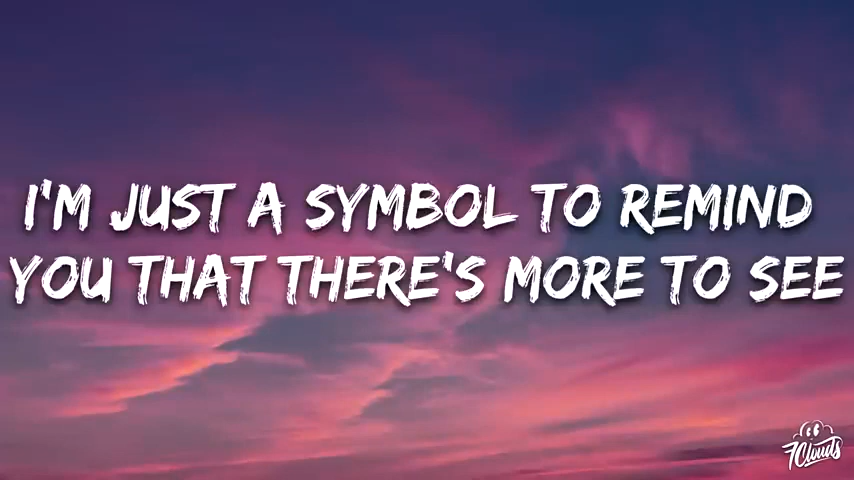 I'M JUST A SYMBOL TO REMIND
YOU THAT THERE'S MORE TO SEE
7Clouds